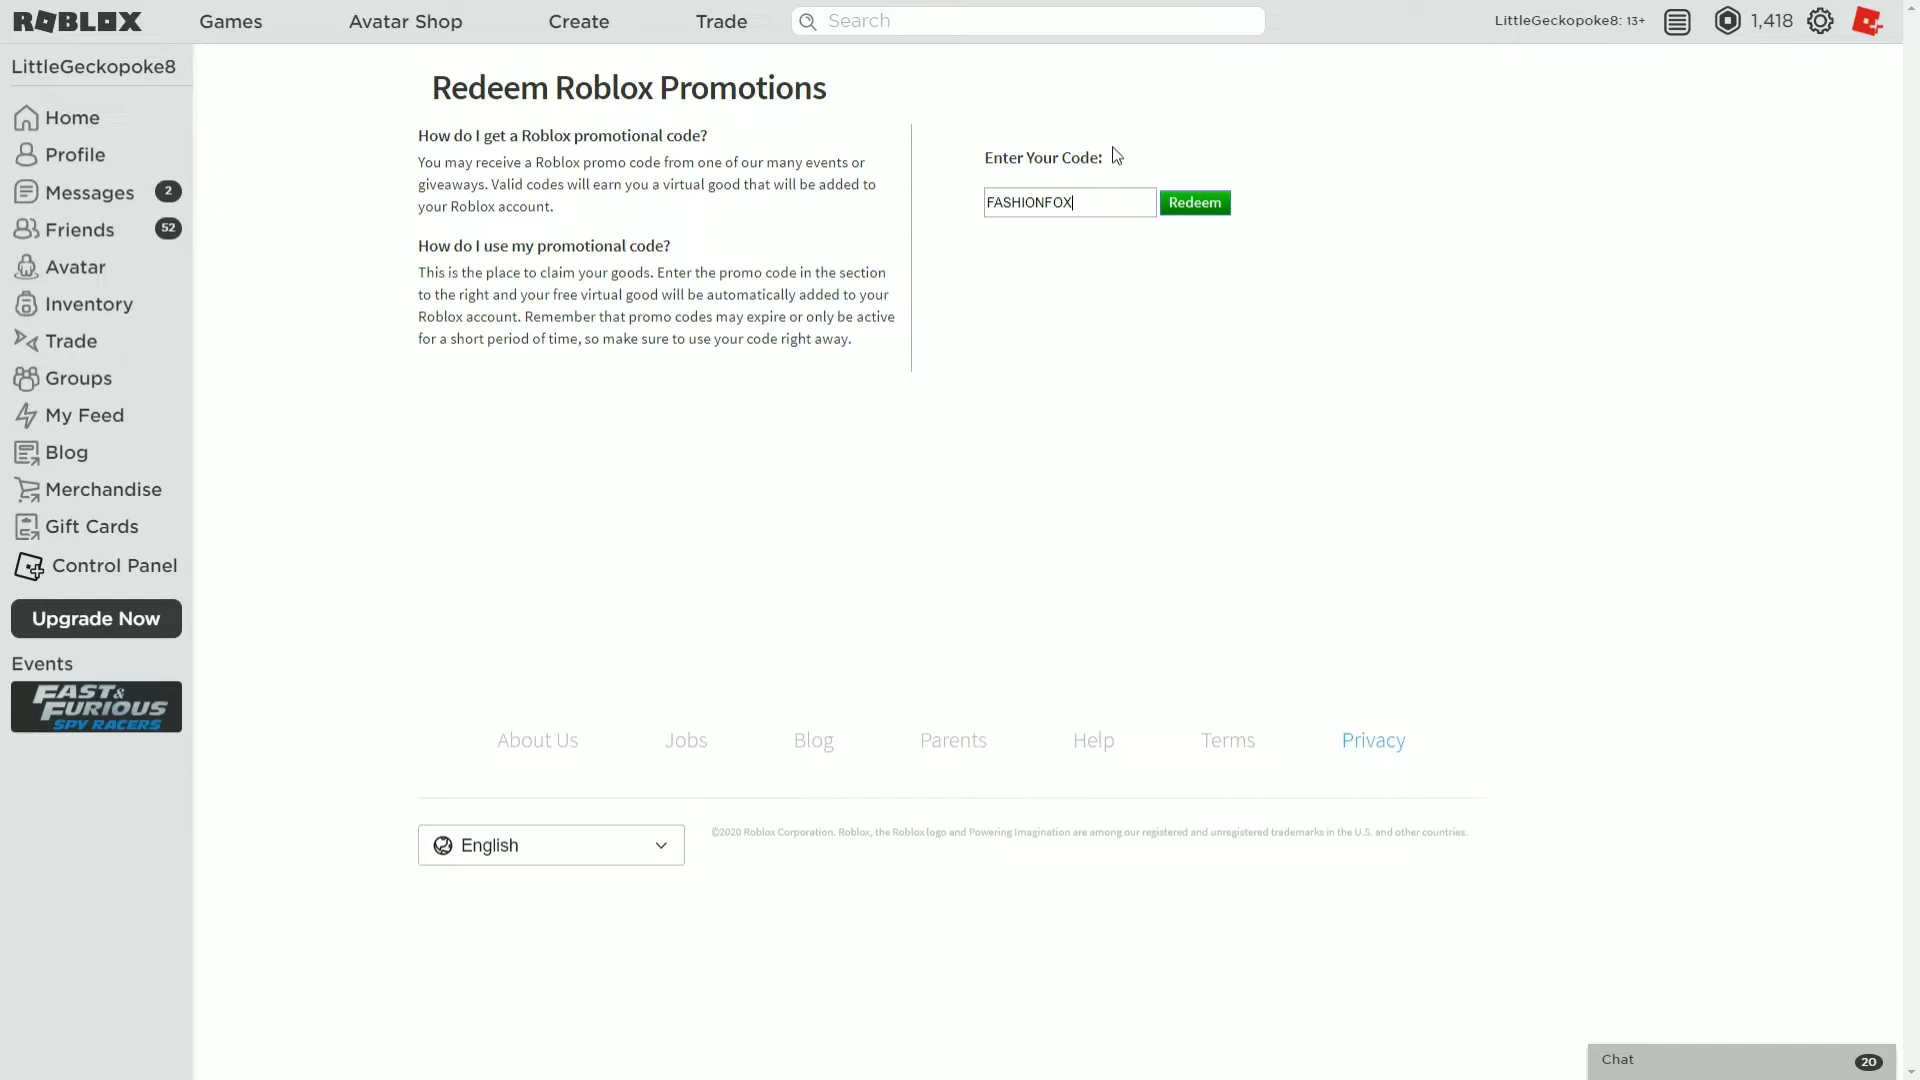 ROBLOX
Games
Avatar Shop
Create
Trade
Search
LittleGeckopoke8: 13+
1,418
LittleGeckopoke8
Home
Profile
Messages 2
Friends 52
Avatar
Inventory
Trade
Groups
My Feed
Blog
Merchandise
Gift Cards
Control Panel
Upgrade Now
Events
FAST &
FURIOUS
SPY RACERS
Redeem Roblox Promotions
How do I get a Roblox promotional code?
You may receive a Roblox promo code from one of our many events or
giveaways. Valid codes will earn you a virtual good that will be added to
your Roblox account.
How do I use my promotional code?
This is the place to claim your goods. Enter the promo code in the section
to the right and your free virtual good will be automatically added to your
Roblox account. Remember that promo codes may expire or only be active
for a short period of time, so make sure to use your code right away.
Enter Your Code:
FASHIONFOX
Redeem
About Us
Jobs
Blog
Parents
Help
Terms
Privacy
English
©2020 Roblox Corporation. Roblox, the Roblox logo and Powering Imagination are among our registered and unregistered trademarks in the U.S. and other countries.
Chat
20